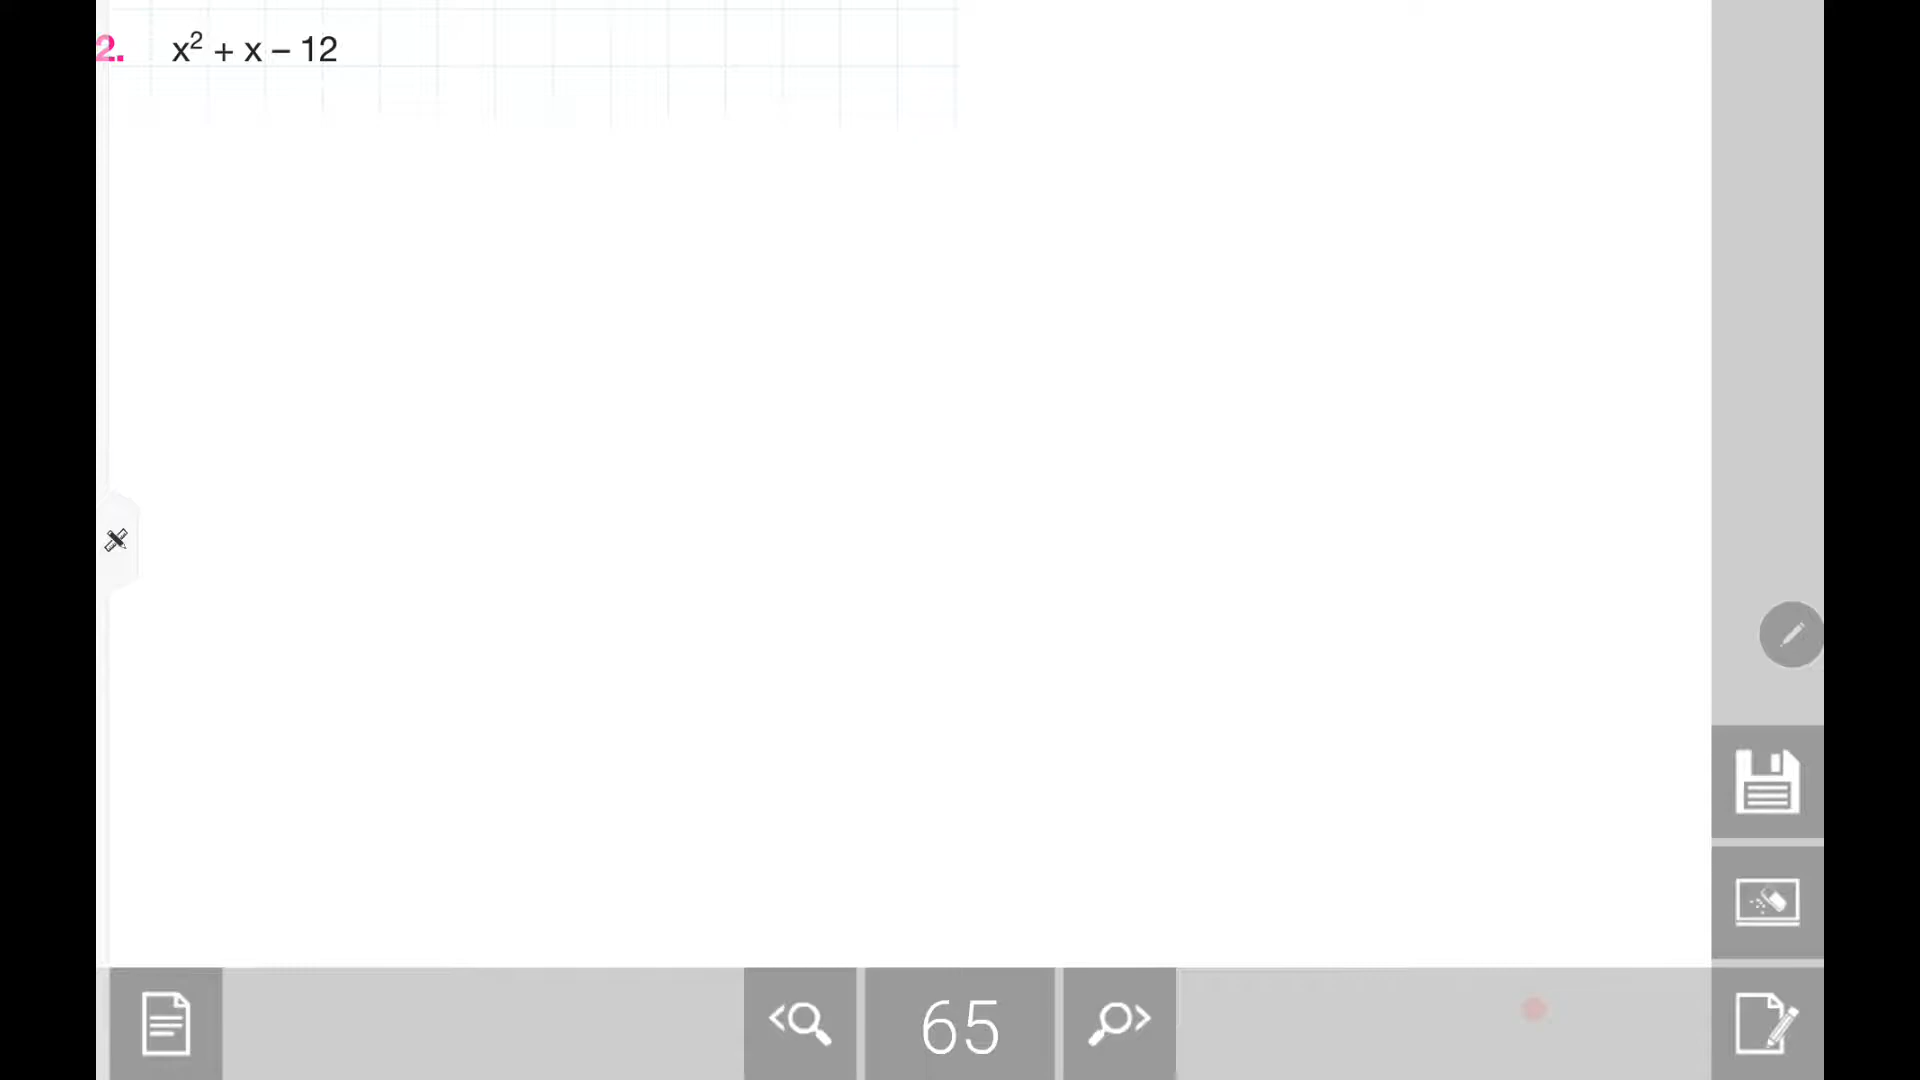 2. x² + x – 12
65